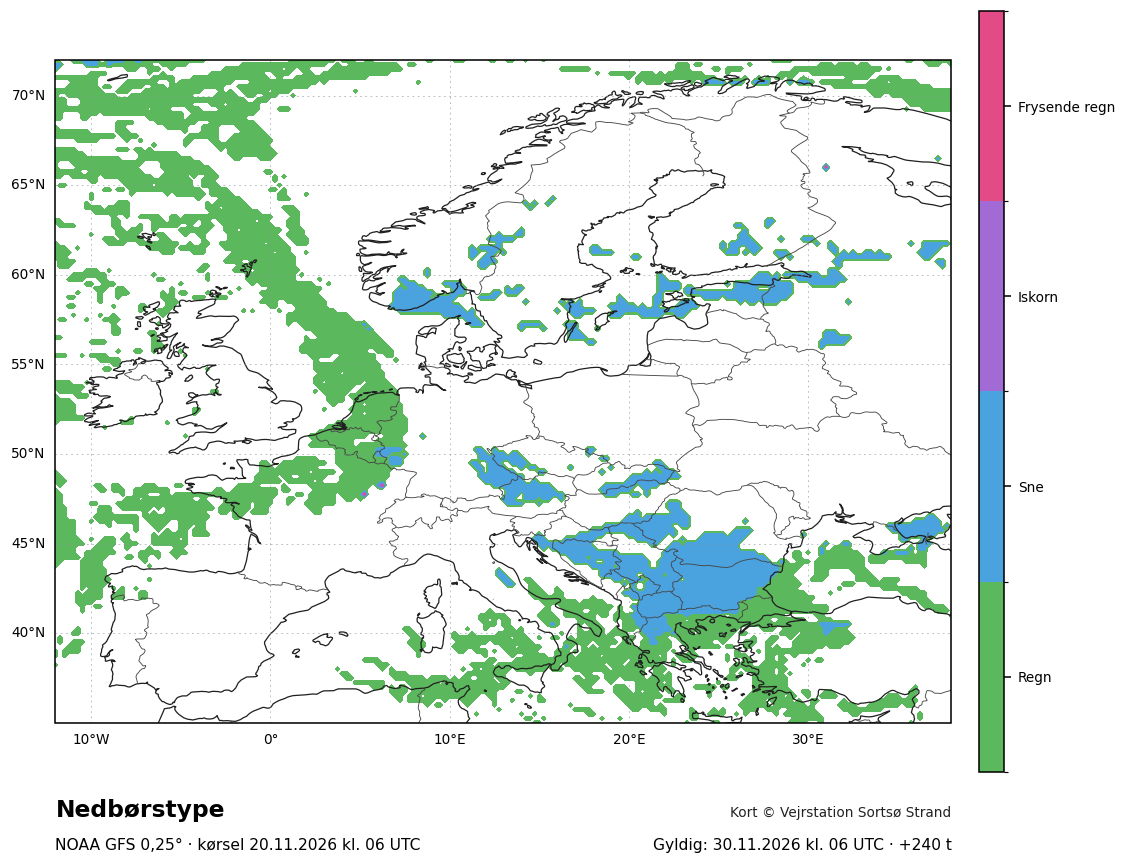 Frysende regn
Iskorn
Sne
Regn
70°N
65°N
60°N
55°N
50°N
45°N
40°N
10°W
0°
10°E
20°E
30°E
Nedbørstype
Kort © Vejrstation Sortsø Strand
NOAA GFS 0,25° · kørsel 20.11.2026 kl. 06 UTC
Gyldig: 30.11.2026 kl. 06 UTC · +240 t